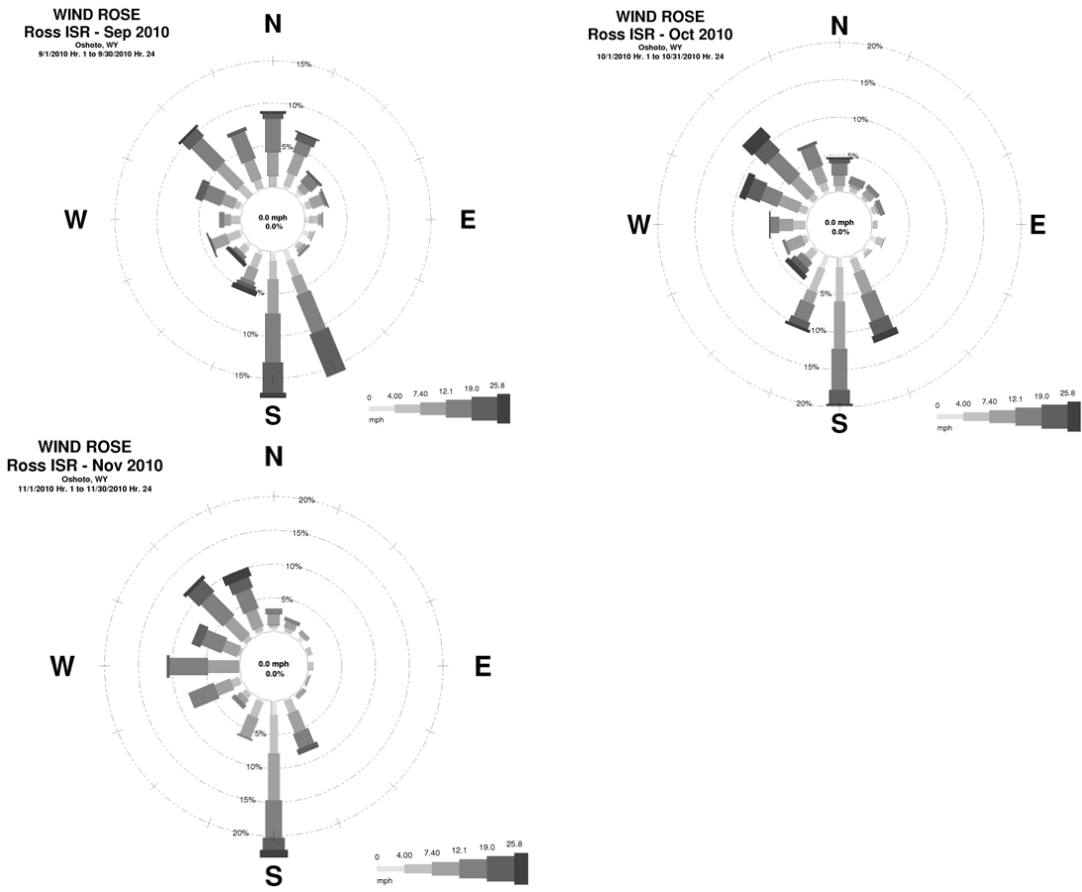 WIND ROSE
Ross ISR - Sep 2010
Oshoto, WY
9/1/2010 Hr. 1 to 9/30/2010 Hr. 24
N
15%
10%
5%
W
0.0 mph
0.0%
E
5%
10%
15%
S
0 4.00 7.40 12.1 19.0 25.8
mph
WIND ROSE
Ross ISR - Oct 2010
Oshoto, WY
10/1/2010 Hr. 1 to 10/31/2010 Hr. 24
N
20%
15%
10%
5%
W
0.0 mph
0.0%
E
5%
10%
15%
20%
S
0 4.00 7.40 12.1 19.0 25.8
mph
WIND ROSE
Ross ISR - Nov 2010
Oshoto, WY
11/1/2010 Hr. 1 to 11/30/2010 Hr. 24
N
20%
15%
10%
5%
W
0.0 mph
0.0%
E
5%
10%
15%
20%
S
0 4.00 7.40 12.1 19.0 25.8
mph